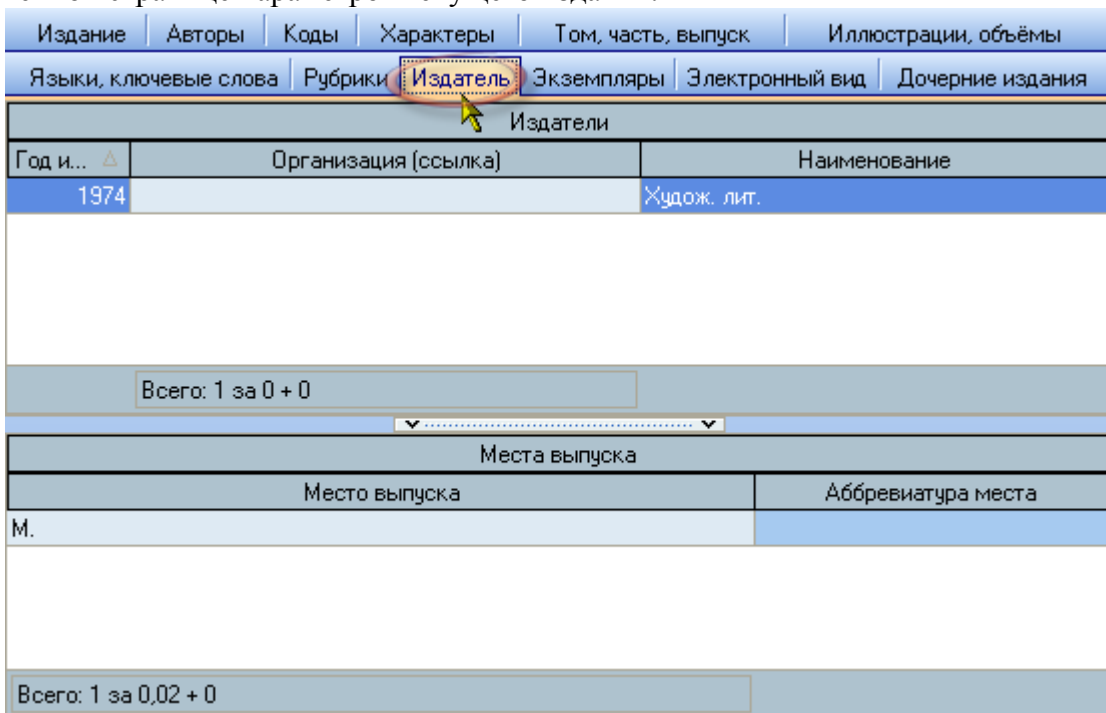 Издание Авторы Коды Характеры Том, часть, выпуск Иллюстрации, объёмы
Языки, ключевые слова Рубрики Издатель Экземпляры Электронный вид Дочерние издания
Издатели
Год и... Организация (ссылка) Наименование
1974 Худож. лит.
Всего: 1 за 0 + 0
Места выпуска
Место выпуска Аббревиатура места
М.
Всего: 1 за 0,02 + 0